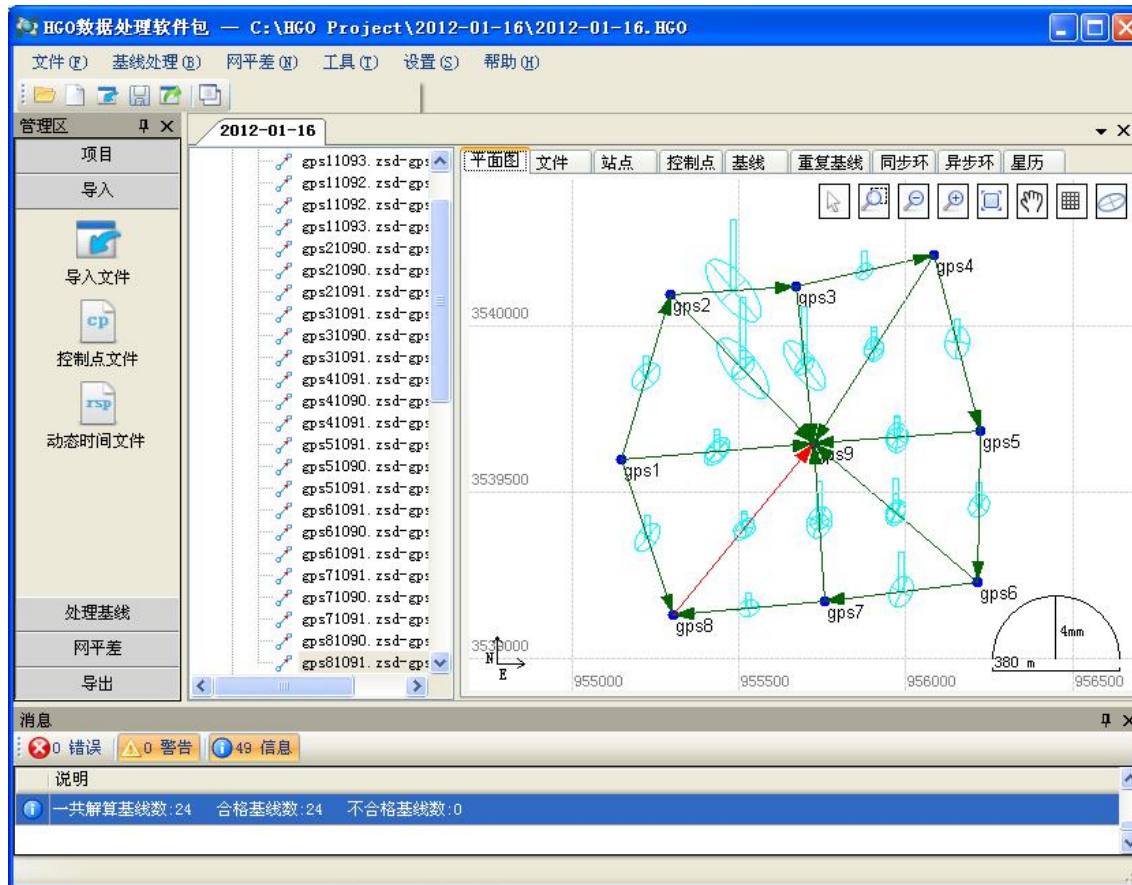 HGO数据处理软件包 — C:\HGO Project\2012-01-16\2012-01-16.HGO
文件(F) 基线处理(B) 网平差(N) 工具(T) 设置(S) 帮助(H)
管理区
项目
导入
导入文件
cp
控制点文件
rsp
动态时间文件
处理基线
网平差
导出
2012-01-16
gps11093.zsd-gps
gps11092.zsd-gps
gps11092.zsd-gps
gps11093.zsd-gps
gps21090.zsd-gps
gps21090.zsd-gps
gps21091.zsd-gps
gps31091.zsd-gps
gps31090.zsd-gps
gps31091.zsd-gps
gps41091.zsd-gps
gps41090.zsd-gps
gps41091.zsd-gps
gps51091.zsd-gps
gps51090.zsd-gps
gps51091.zsd-gps
gps61091.zsd-gps
gps61090.zsd-gps
gps61091.zsd-gps
gps71091.zsd-gps
gps71090.zsd-gps
gps71091.zsd-gps
gps81090.zsd-gps
gps81091.zsd-gps
平面图 文件 站点 控制点 基线 重复基线 同步环 异步环 星历
gps4
gps2 gps3
3540000
gps5
gps9
gps1
3539500
gps6
gps7
gps8
4mm
3539000
N
E
380 m
955000 955500 956000 956500
消息
0 错误 0 警告 49 信息
说明
一共解算基线数:24 合格基线数:24 不合格基线数:0